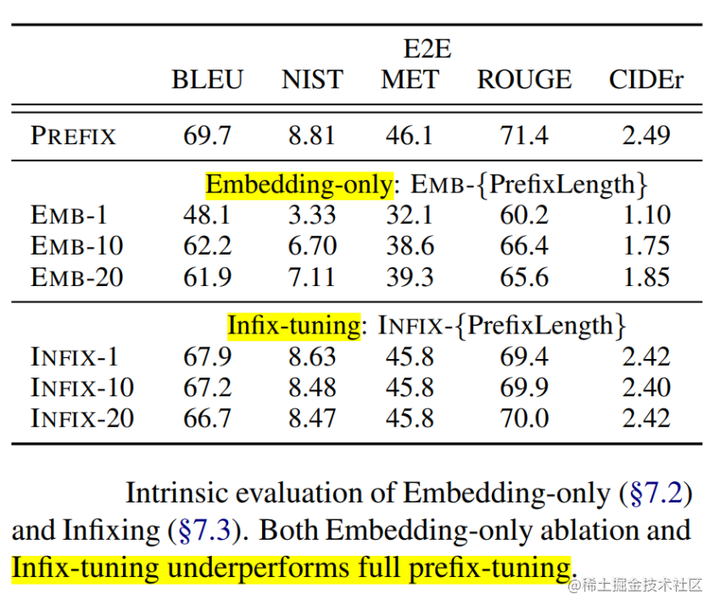 E2E
BLEU NIST MET ROUGE CIDEr
PREFIX 69.7 8.81 46.1 71.4 2.49
Embedding-only: EMB-{PrefixLength}
EMB-1 48.1 3.33 32.1 60.2 1.10
EMB-10 62.2 6.70 38.6 66.4 1.75
EMB-20 61.9 7.11 39.3 65.6 1.85
Infix-tuning: INFIX-{PrefixLength}
INFIX-1 67.9 8.63 45.8 69.4 2.42
INFIX-10 67.2 8.48 45.8 69.9 2.40
INFIX-20 66.7 8.47 45.8 70.0 2.42
Intrinsic evaluation of Embedding-only (§7.2)
and Infixing (§7.3). Both Embedding-only ablation and
Infix-tuning underperforms full prefix-tuning.
@稀土掘金技术社区